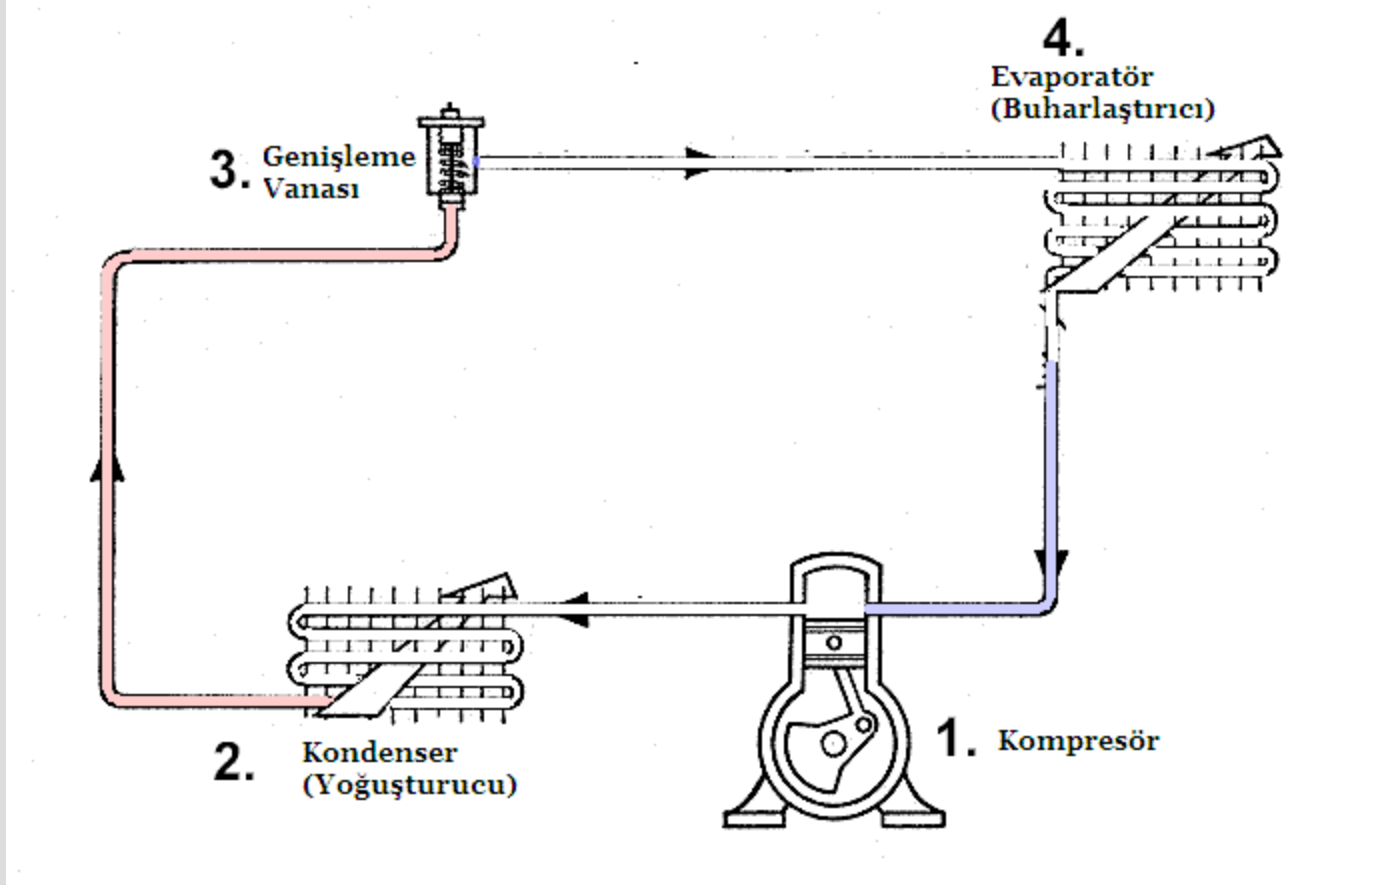 4.
Evaporatör
(Buharlaştırıcı)
3. Genişleme
Vanası
1. Kompresör
2. Kondenser
(Yoğuşturucu)